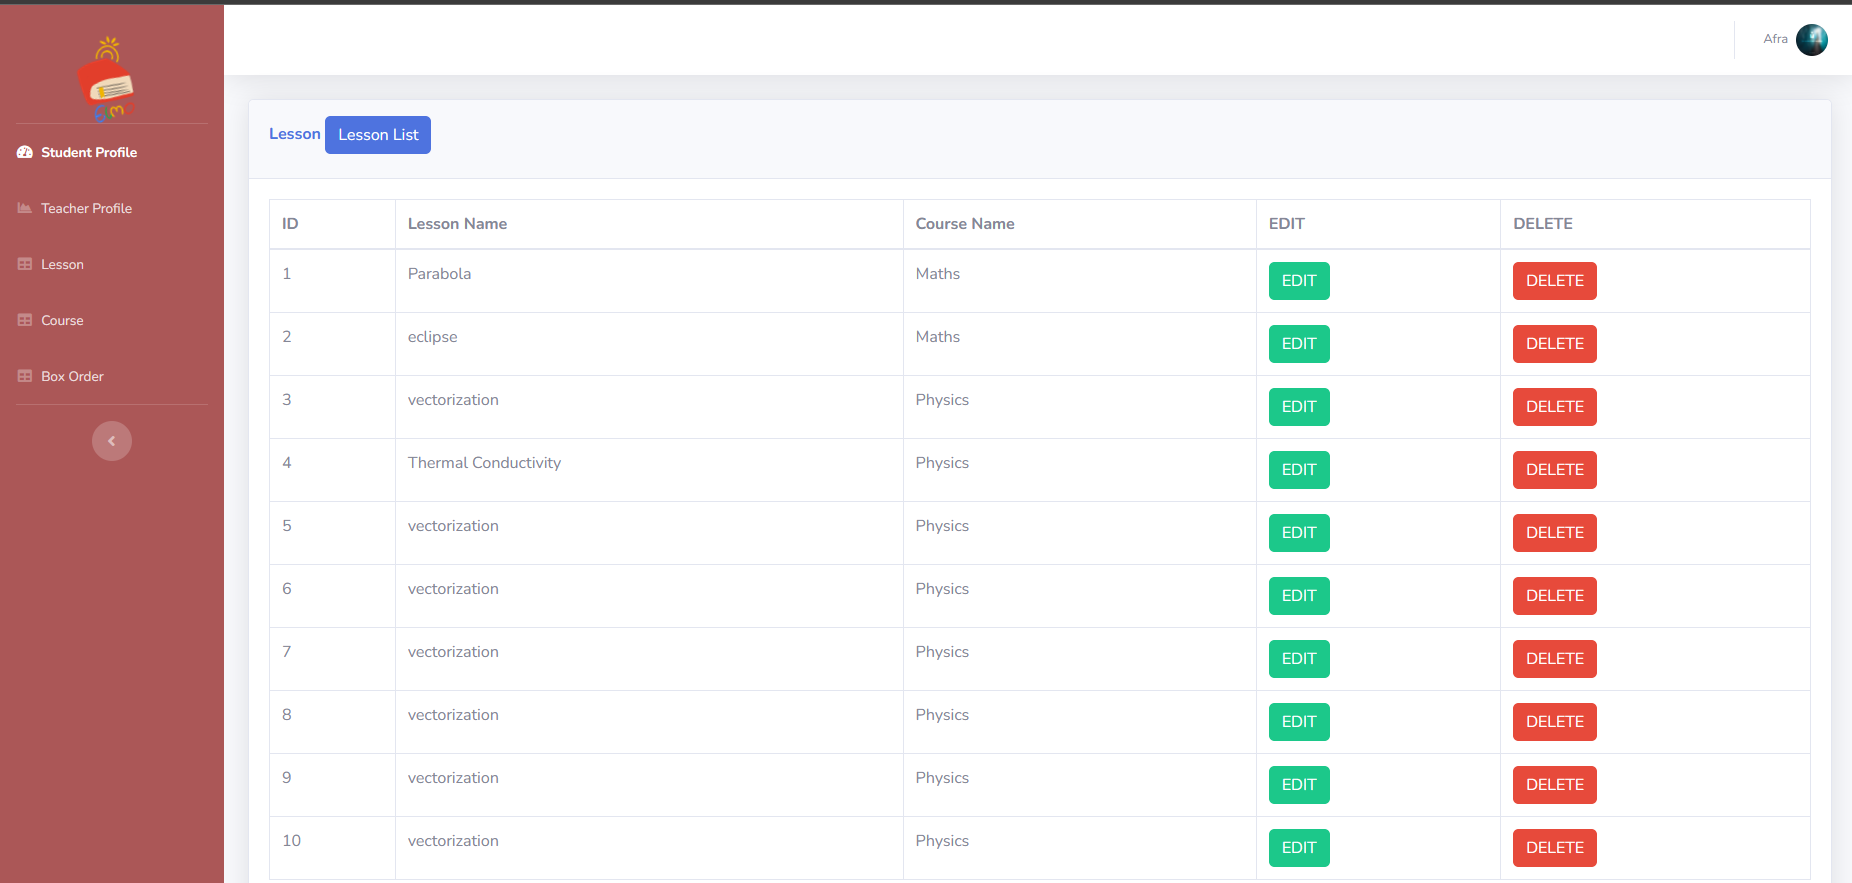 Afra
Student Profile
Teacher Profile
Lesson
Course
Box Order
Lesson Lesson List
ID Lesson Name Course Name EDIT DELETE
1 Parabola Maths EDIT DELETE
2 eclipse Maths EDIT DELETE
3 vectorization Physics EDIT DELETE
4 Thermal Conductivity Physics EDIT DELETE
5 vectorization Physics EDIT DELETE
6 vectorization Physics EDIT DELETE
7 vectorization Physics EDIT DELETE
8 vectorization Physics EDIT DELETE
9 vectorization Physics EDIT DELETE
10 vectorization Physics EDIT DELETE